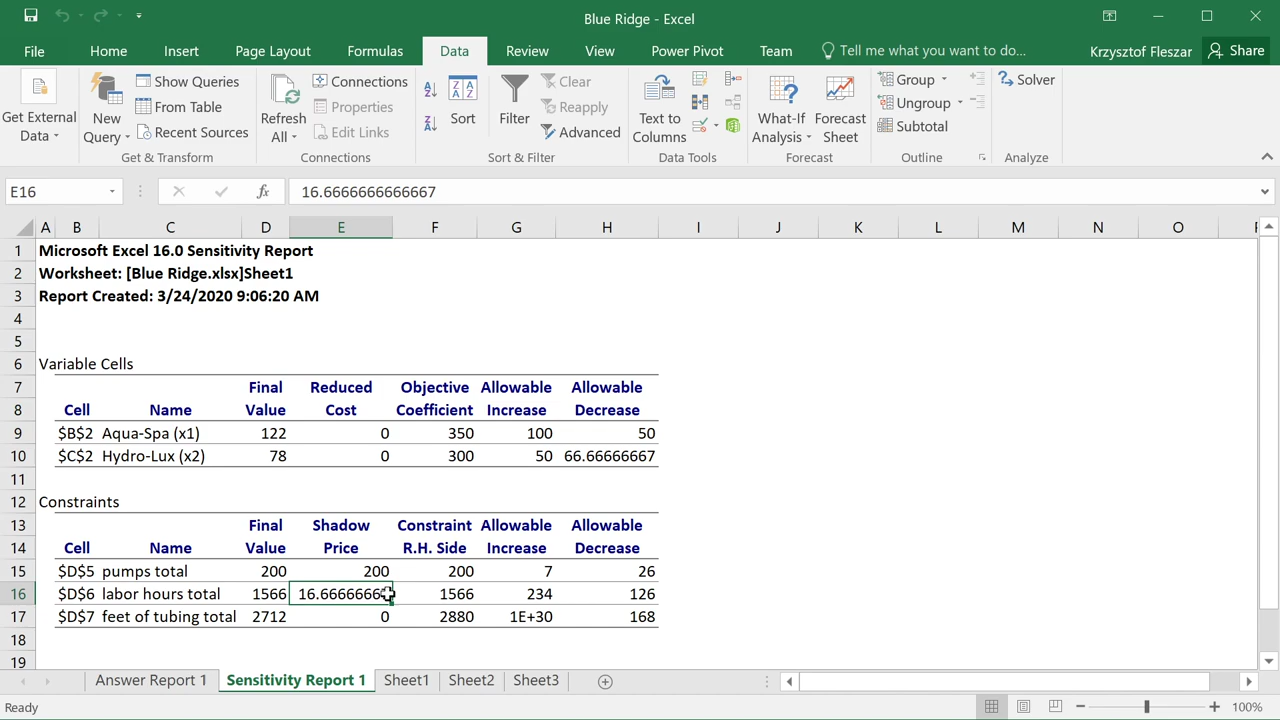 Blue Ridge - Excel
File Home Insert Page Layout Formulas Data Review View Power Pivot Team Tell me what you want to do... Krzysztof Fleszar Share
Get External Data
New Query
Show Queries
From Table
Recent Sources
Get & Transform
Refresh All
Connections
Properties
Edit Links
Connections
Sort
Filter
Clear
Reapply
Advanced
Sort & Filter
Text to Columns
Data Tools
What-If Analysis
Forecast Sheet
Forecast
Group
Ungroup
Subtotal
Outline
Solver
Analyze
E16 fx 16.6666666666667
A B C D E F G H I J K L M N O
1 Microsoft Excel 16.0 Sensitivity Report
2 Worksheet: [Blue Ridge.xlsx]Sheet1
3 Report Created: 3/24/2020 9:06:20 AM
4
5
6 Variable Cells
7 Final Reduced Objective Allowable Allowable
8 Cell Name Value Cost Coefficient Increase Decrease
9 $B$2 Aqua-Spa (x1) 122 0 350 100 50
10 $C$2 Hydro-Lux (x2) 78 0 300 50 66.66666667
11
12 Constraints
13 Final Shadow Constraint Allowable Allowable
14 Cell Name Value Price R.H. Side Increase Decrease
15 $D$5 pumps total 200 200 200 7 26
16 $D$6 labor hours total 1566 16.6666666 1566 234 126
17 $D$7 feet of tubing total 2712 0 2880 1E+30 168
18
19
Answer Report 1 Sensitivity Report 1 Sheet1 Sheet2 Sheet3
Ready 100%